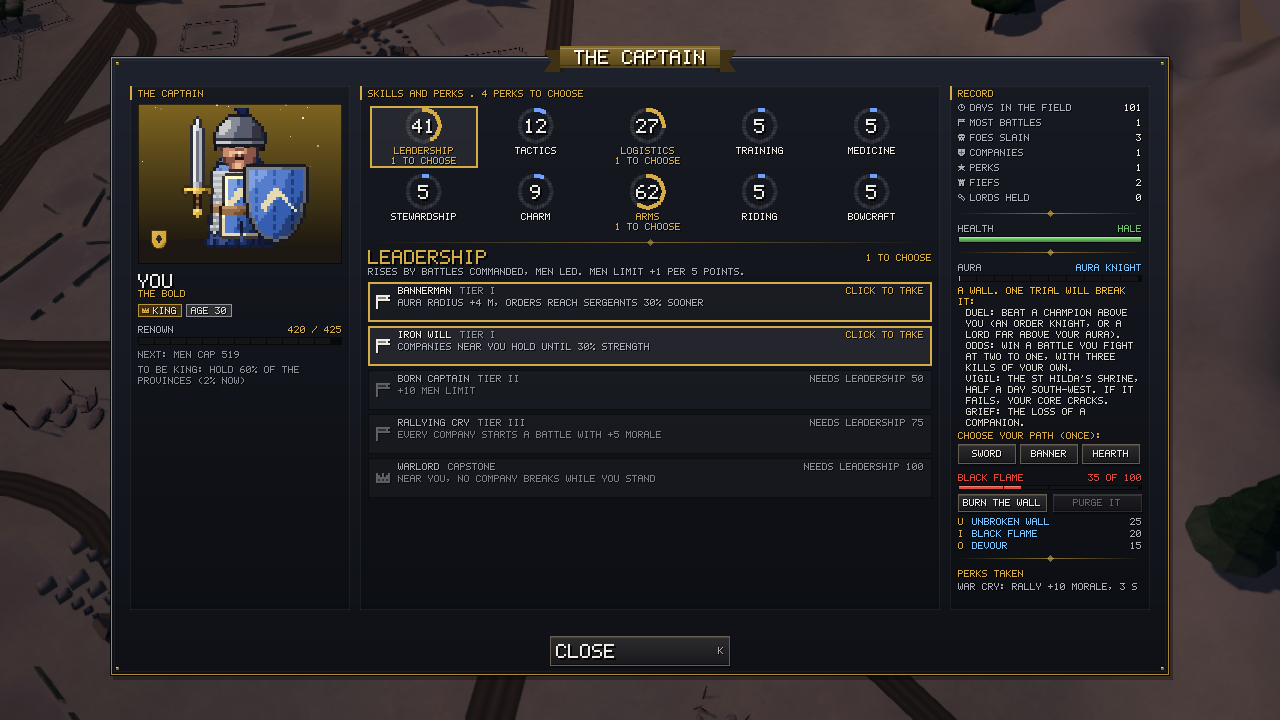 THE CAPTAIN
THE CAPTAIN
YOU
THE BOLD
KING
AGE 30
RENOWN 420 / 425
NEXT: MEN CAP 519
TO BE KING: HOLD 60% OF THE
PROVINCES (2% NOW)
SKILLS AND PERKS . 4 PERKS TO CHOOSE
41
LEADERSHIP
1 TO CHOOSE
12
TACTICS
27
LOGISTICS
1 TO CHOOSE
5
TRAINING
5
MEDICINE
5
STEWARDSHIP
9
CHARM
62
ARMS
1 TO CHOOSE
5
RIDING
5
BOWCRAFT
LEADERSHIP 1 TO CHOOSE
RISES BY BATTLES COMMANDED, MEN LED. MEN LIMIT +1 PER 5 POINTS.
BANNERMAN TIER I CLICK TO TAKE
AURA RADIUS +4 M, ORDERS REACH SERGEANTS 30% SOONER
IRON WILL TIER I CLICK TO TAKE
COMPANIES NEAR YOU HOLD UNTIL 30% STRENGTH
BORN CAPTAIN TIER II NEEDS LEADERSHIP 50
+10 MEN LIMIT
RALLYING CRY TIER III NEEDS LEADERSHIP 75
EVERY COMPANY STARTS A BATTLE WITH +5 MORALE
WARLORD CAPSTONE NEEDS LEADERSHIP 100
NEAR YOU, NO COMPANY BREAKS WHILE YOU STAND
RECORD
DAYS IN THE FIELD 101
MOST BATTLES 1
FOES SLAIN 3
COMPANIES 1
PERKS 1
FIEFS 2
LORDS HELD 0
HEALTH HALE
AURA AURA KNIGHT
A WALL. ONE TRIAL WILL BREAK
IT:
DUEL: BEAT A CHAMPION ABOVE
YOU (AN ORDER KNIGHT, OR A
LORD FAR ABOVE YOUR AURA).
ODDS: WIN A BATTLE YOU FIGHT
AT TWO TO ONE, WITH THREE
KILLS OF YOUR OWN.
VIGIL: THE ST HILDA'S SHRINE,
HALF A DAY SOUTH-WEST. IF IT
FAILS, YOUR CORE CRACKS.
GRIEF: THE LOSS OF A
COMPANION.
CHOOSE YOUR PATH (ONCE):
SWORD
BANNER
HEARTH
BLACK FLAME 35 OF 100
BURN THE WALL
PURGE IT
U UNBROKEN WALL 25
I BLACK FLAME 20
O DEVOUR 15
PERKS TAKEN
WAR CRY: RALLY +10 MORALE, 3 S
CLOSE K